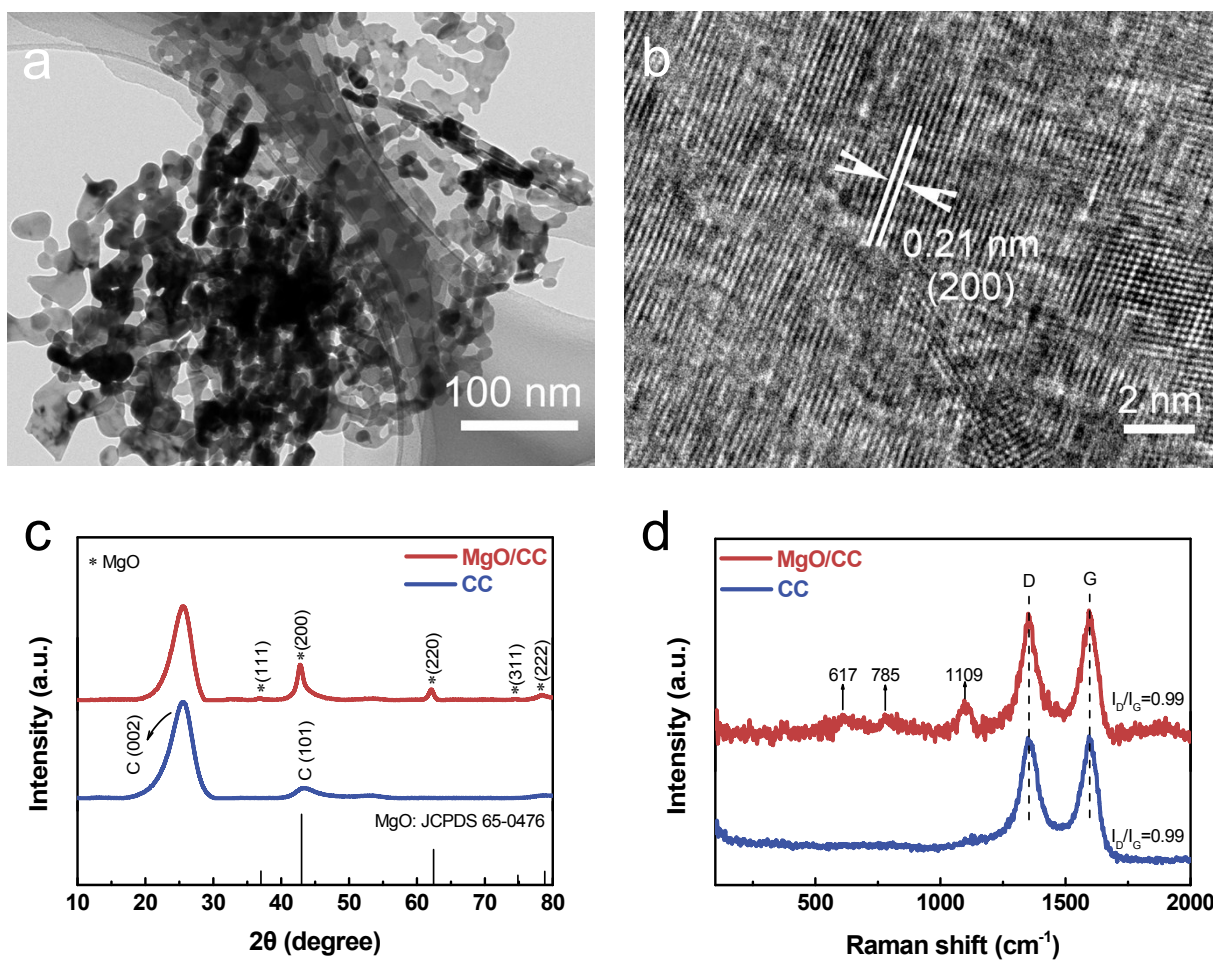 a
100 nm
b
0.21 nm
(200)
2 nm
c
* MgO
MgO/CC
CC
*(111)
*(200)
*(220)
*(311)
*(222)
C (002)
C (101)
MgO: JCPDS 65-0476
Intensity (a.u.)
10 20 30 40 50 60 70 80
2θ (degree)
d
MgO/CC
CC
D
G
617
785
1109
I_D/I_G=0.99
I_D/I_G=0.99
Intensity (a.u.)
500 1000 1500 2000
Raman shift (cm⁻¹)